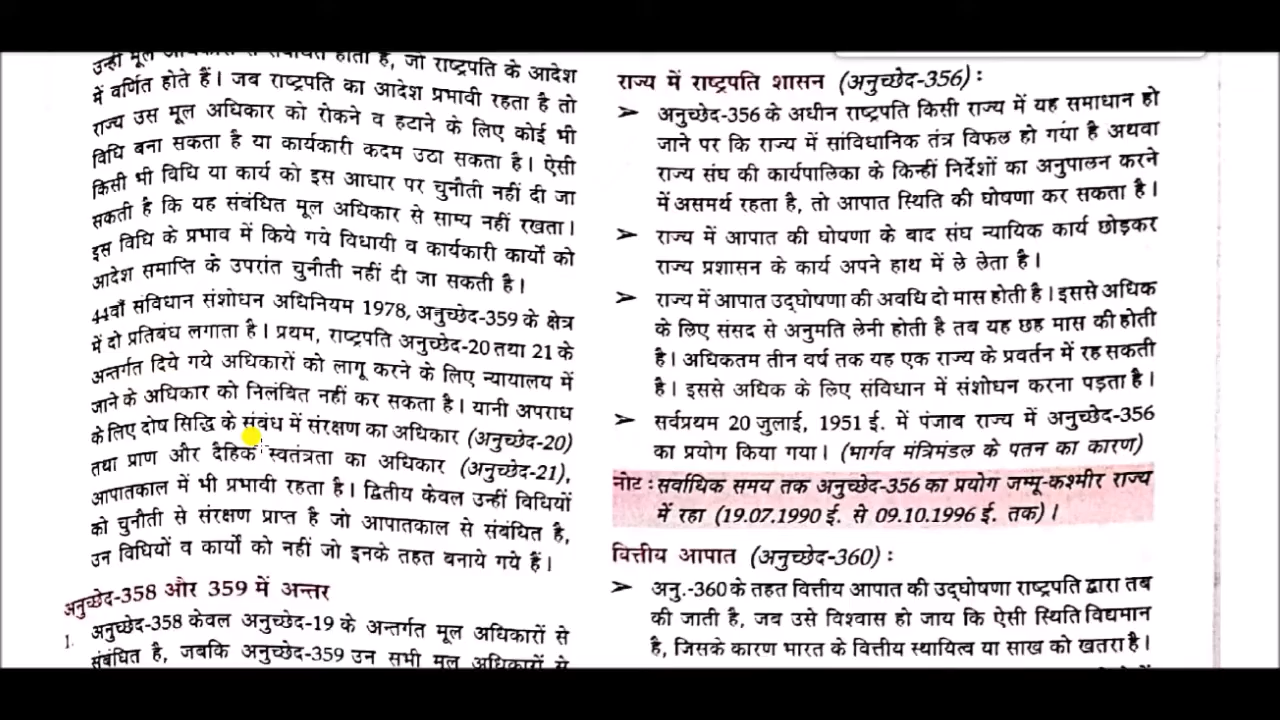 उन्हीं मूल अधिकारों से संबंधित होता है, जो राष्ट्रपति के आदेश
में वर्णित होते हैं। जब राष्ट्रपति का आदेश प्रभावी रहता है तो
राज्य उस मूल अधिकार को रोकने व हटाने के लिए कोई भी
विधि बना सकता है या कार्यकारी कदम उठा सकता है। ऐसी
किसी भी विधि या कार्य को इस आधार पर चुनौती नहीं दी जा
सकती है कि यह संबंधित मूल अधिकार से साम्य नहीं रखता।
इस विधि के प्रभाव में किये गये विधायी व कार्यकारी कार्यों को
आदेश समाप्ति के उपरांत चुनौती नहीं दी जा सकती है।
44वाँ संविधान संशोधन अधिनियम 1978, अनुच्छेद-359 के क्षेत्र
में दो प्रतिबंध लगाता है। प्रथम, राष्ट्रपति अनुच्छेद-20 तथा 21 के
अन्तर्गत दिये गये अधिकारों को लागू करने के लिए न्यायालय में
जाने के अधिकार को निलंबित नहीं कर सकता है। यानी अपराध
के लिए दोष सिद्धि के संबंध में संरक्षण का अधिकार (अनुच्छेद-20)
तथा प्राण और दैहिक स्वतंत्रता का अधिकार (अनुच्छेद-21),
आपातकाल में भी प्रभावी रहता है। द्वितीय केवल उन्हीं विधियों
को चुनौती से संरक्षण प्राप्त है जो आपातकाल से संबंधित है,
उन विधियों व कार्यों को नहीं जो इनके तहत बनाये गये हैं।
अनुच्छेद-358 और 359 में अन्तर
1. अनुच्छेद-358 केवल अनुच्छेद-19 के अन्तर्गत मूल अधिकारों से
संबंधित है, जबकि अनुच्छेद-359 उन सभी मूल अधिकारों से
राज्य में राष्ट्रपति शासन (अनुच्छेद-356) :
➢ अनुच्छेद-356 के अधीन राष्ट्रपति किसी राज्य में यह समाधान हो
जाने पर कि राज्य में सांविधानिक तंत्र विफल हो गया है अथवा
राज्य संघ की कार्यपालिका के किन्हीं निर्देशों का अनुपालन करने
में असमर्थ रहता है, तो आपात स्थिति की घोषणा कर सकता है।
➢ राज्य में आपात की घोषणा के बाद संघ न्यायिक कार्य छोड़कर
राज्य प्रशासन के कार्य अपने हाथ में ले लेता है।
➢ राज्य में आपात उद्‌घोषणा की अवधि दो मास होती है। इससे अधिक
के लिए संसद से अनुमति लेनी होती है तब यह छह मास की होती
है। अधिकतम तीन वर्ष तक यह एक राज्य के प्रवर्तन में रह सकती
है। इससे अधिक के लिए संविधान में संशोधन करना पड़ता है।
➢ सर्वप्रथम 20 जुलाई, 1951 ई. में पंजाब राज्य में अनुच्छेद-356
का प्रयोग किया गया। (भार्गव मंत्रिमंडल के पतन का कारण)
नोट : सर्वाधिक समय तक अनुच्छेद-356 का प्रयोग जम्मू-कश्मीर राज्य
में रहा (19.07.1990 ई. से 09.10.1996 ई. तक)।
वित्तीय आपात (अनुच्छेद-360) :
➢ अनु.-360 के तहत वित्तीय आपात की उद्‌घोषणा राष्ट्रपति द्वारा तब
की जाती है, जब उसे विश्वास हो जाय कि ऐसी स्थिति विद्यमान
है, जिसके कारण भारत के वित्तीय स्थायित्व या साख को खतरा है।